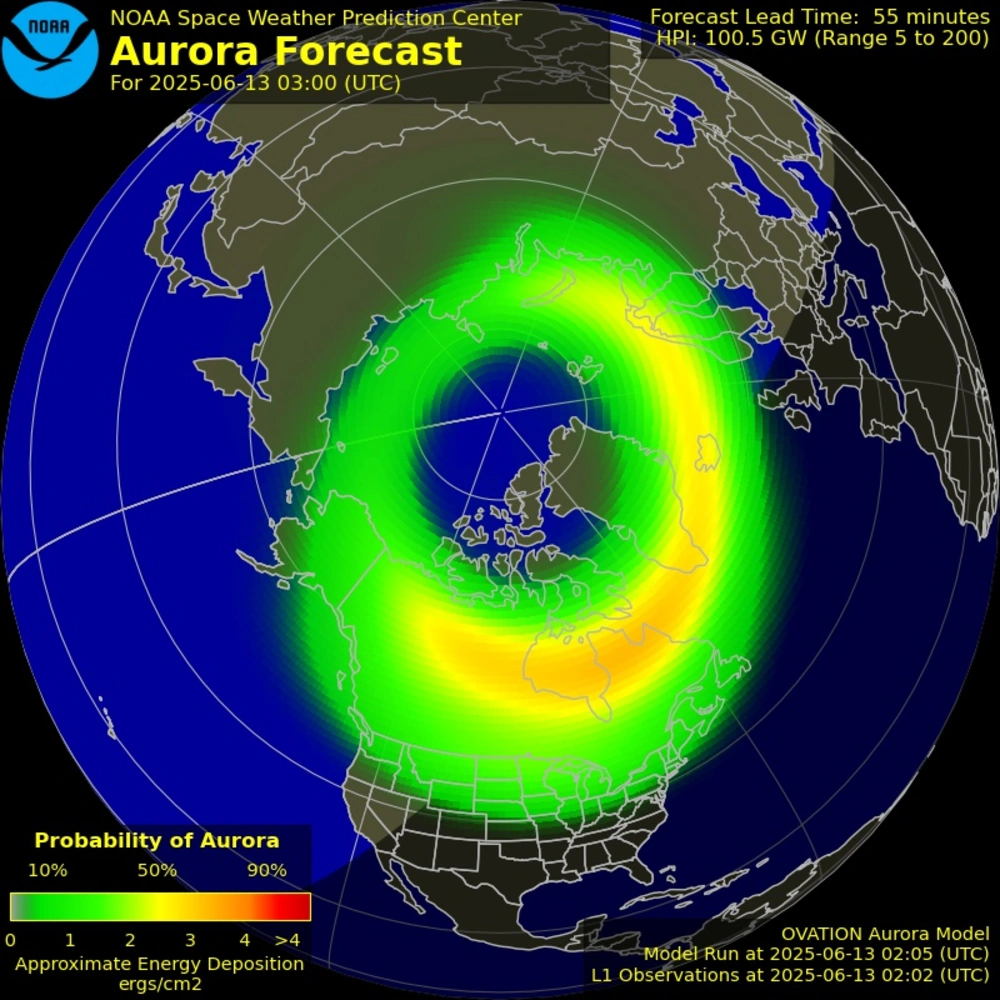 NOAA
NOAA Space Weather Prediction Center
Aurora Forecast
For 2025-06-13 03:00 (UTC)
Forecast Lead Time: 55 minutes
HPI: 100.5 GW (Range 5 to 200)
Probability of Aurora
10% 50% 90%
0 1 2 3 4 >4
Approximate Energy Deposition
ergs/cm2
OVATION Aurora Model
Model Run at 2025-06-13 02:05 (UTC)
L1 Observations at 2025-06-13 02:02 (UTC)